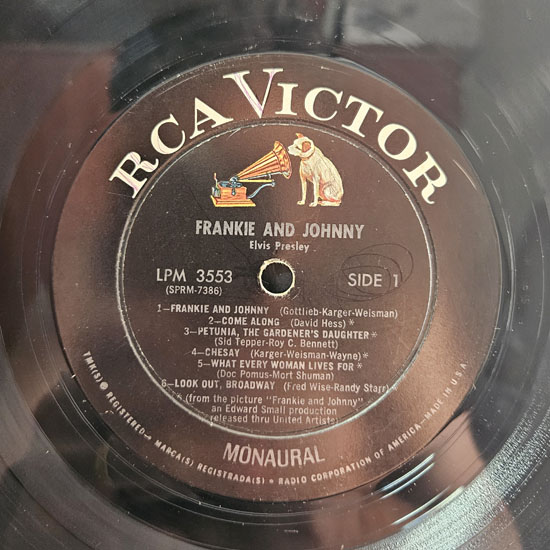 RCA VICTOR
FRANKIE AND JOHNNY
Elvis Presley
LPM 3553 SIDE 1
(SPRM-7386)
1—FRANKIE AND JOHNNY (Gottlieb-Karger-Weisman)
2—COME ALONG (David Hess)*
3—PETUNIA, THE GARDENER'S DAUGHTER*
(Sid Tepper-Roy C. Bennett)
4—CHESAY (Karger-Weisman-Wayne)*
5—WHAT EVERY WOMAN LIVES FOR*
(Doc Pomus-Mort Shuman)
6—LOOK OUT, BROADWAY (Fred Wise-Randy Starr)*
*(from the picture "Frankie and Johnny"
an Edward Small production
released thru United Artists)
MONAURAL
TMK(S) ® REGISTERED • MARCA(S) REGISTRADA(S) • RADIO CORPORATION OF AMERICA—MADE IN U.S.A.